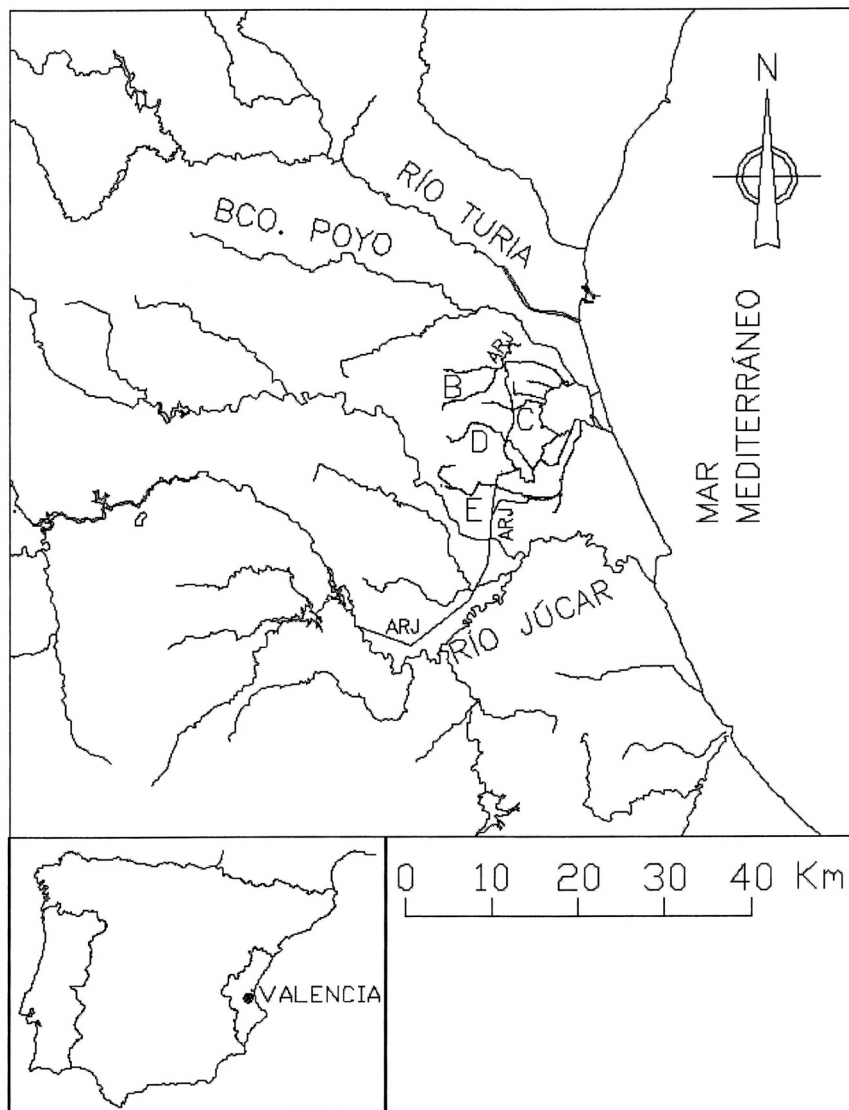 N
RÍO TURIA
BCO. POYO
MAR
MEDITERRÁNEO
ARJ
B
C
D
E
ARJ
ARJ
RÍO JÚCAR
0 10 20 30 40 Km
VALENCIA